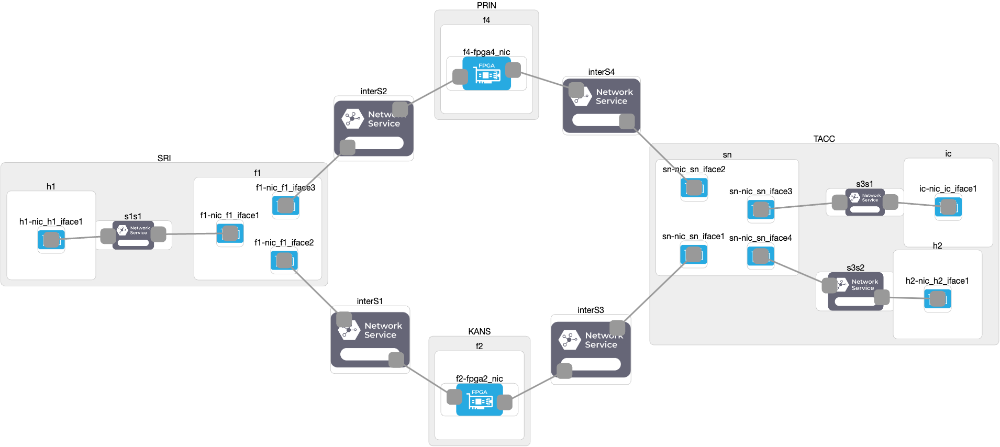 PRIN
f4
f4-fpga4_nic
FPGA
interS4
Network
Service
interS2
Network
Service
TACC
sn
ic
sn-nic_sn_iface2
sn-nic_sn_iface3
s3s1
Network
Service
ic-nic_ic_iface1
sn-nic_sn_iface1
sn-nic_sn_iface4
h2
s3s2
Network
Service
h2-nic_h2_iface1
SRI
f1
h1
f1-nic_f1_iface3
h1-nic_h1_iface1
s1s1
Network
Service
f1-nic_f1_iface1
f1-nic_f1_iface2
interS1
Network
Service
interS3
Network
Service
KANS
f2
f2-fpga2_nic
FPGA